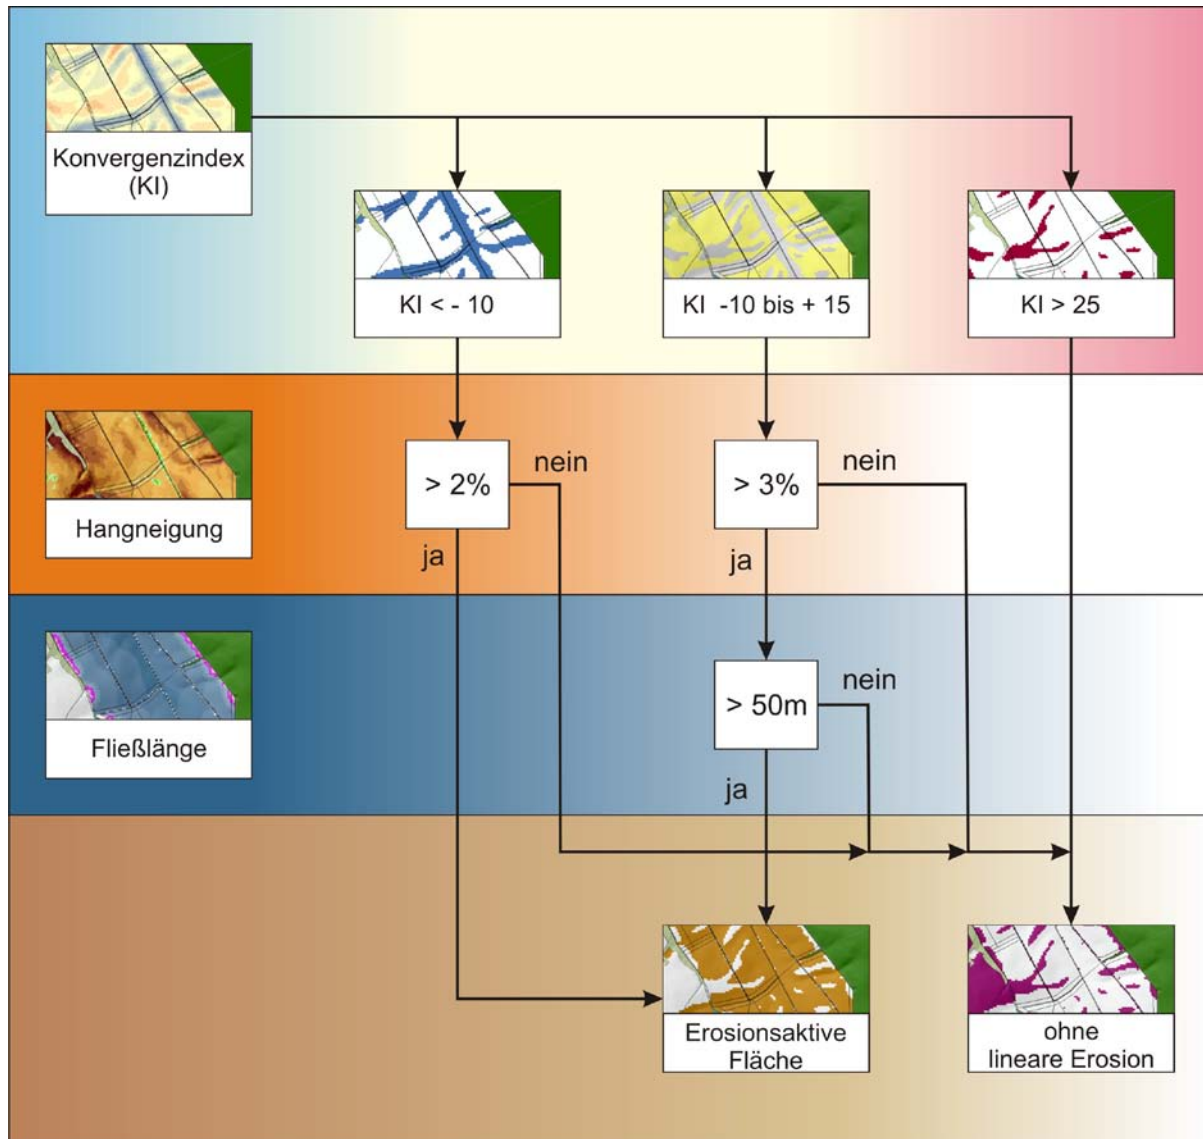 Konvergenzindex
(KI)
KI < - 10
KI -10 bis + 15
KI > 25
Hangneigung
> 2%
nein
ja
> 3%
nein
ja
Fließlänge
> 50m
nein
ja
Erosionsaktive
Fläche
ohne
lineare Erosion